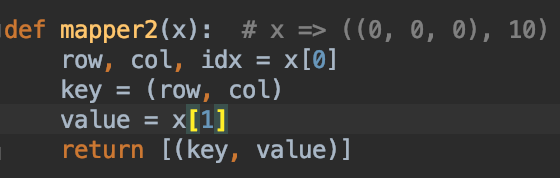 def mapper2(x):  # x => ((0, 0, 0), 10)
    row, col, idx = x[0]
    key = (row, col)
    value = x[1]
    return [(key, value)]